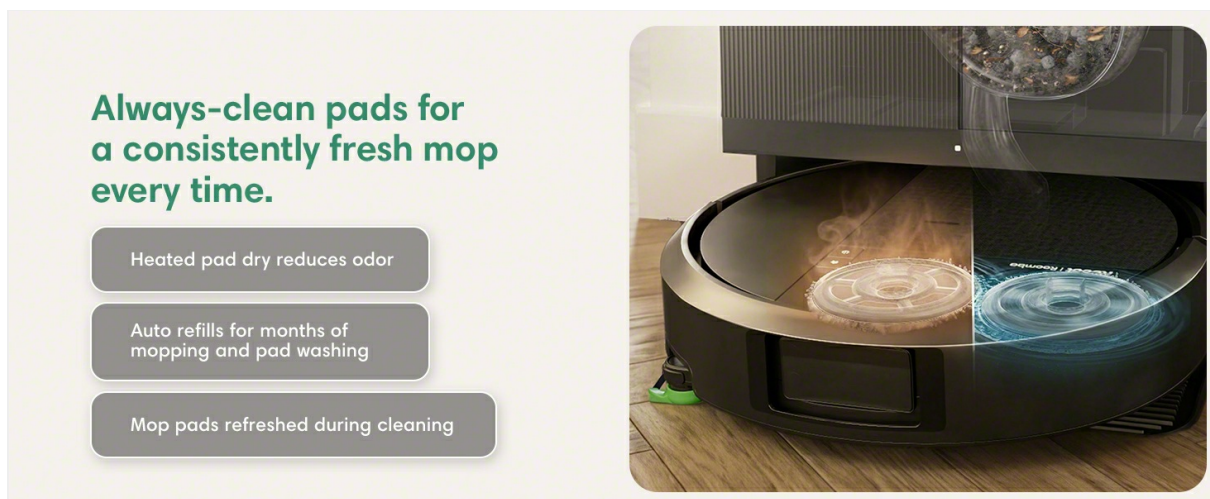 Always-clean pads for
a consistently fresh mop
every time.
Heated pad dry reduces odor
Auto refills for months of
mopping and pad washing
Mop pads refreshed during cleaning
Roomba